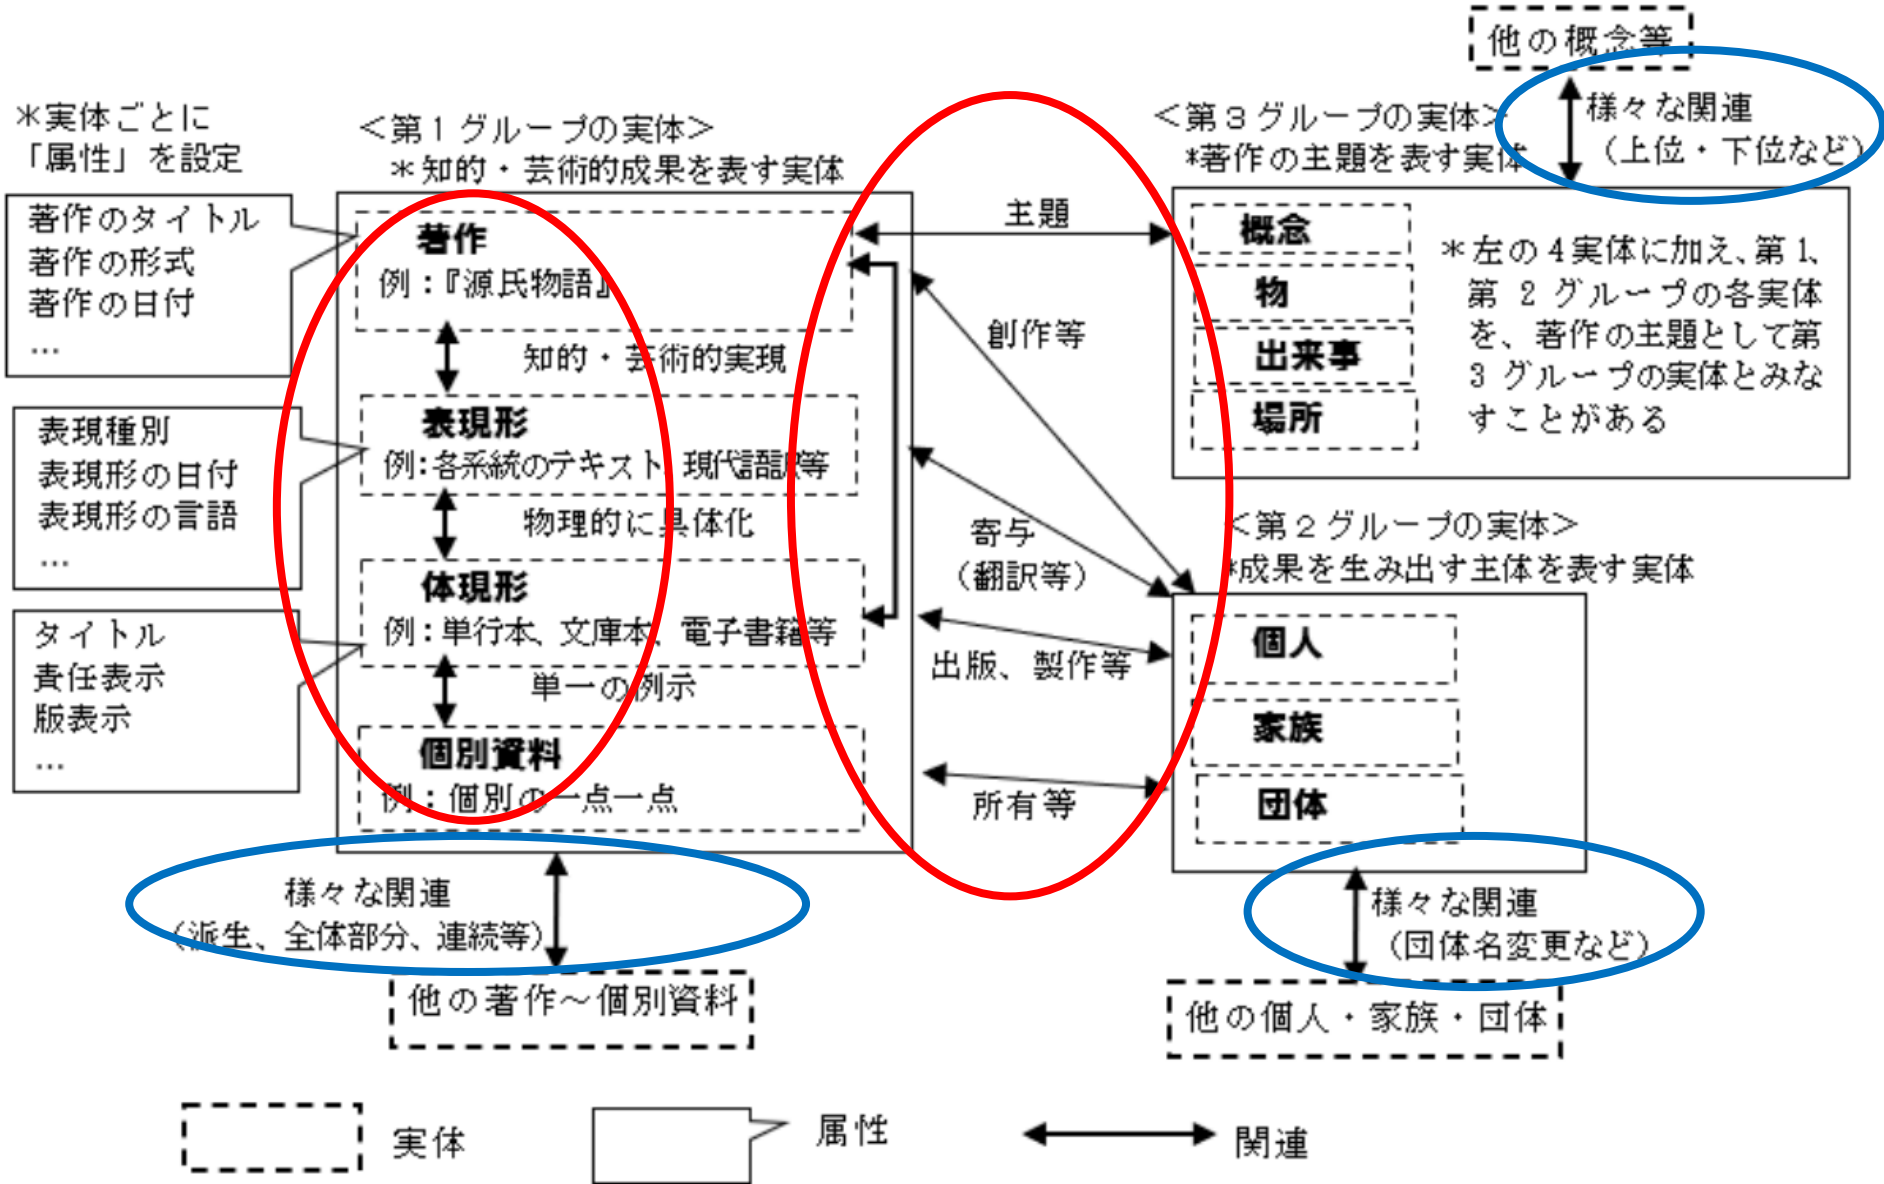 *実体ごとに
「属性」を設定
著作のタイトル
著作の形式
著作の日付
…
表現種別
表現形の日付
表現形の言語
…
タイトル
責任表示
版表示
…
<第1グループの実体>
*知的・芸術的成果を表す実体
著作
例:『源氏物語』
知的・芸術的実現
表現形
例:各系統のテキスト、現代語訳等
物理的に具体化
体現形
例:単行本、文庫本、電子書籍等
単一の例示
個別資料
例:個別の一点一点
様々な関連
(派生、全体部分、連続等)
他の著作~個別資料
主題
創作等
寄与
(翻訳等)
出版、製作等
所有等
他の概念等
様々な関連
(上位・下位など)
<第3グループの実体>
*著作の主題を表す実体
概念
物
出来事
場所
*左の4実体に加え、第1、
第2グループの各実体
を、著作の主題として第
3グループの実体とみな
すことがある
<第2グループの実体>
*成果を生み出す主体を表す実体
個人
家族
団体
様々な関連
(団体名変更など)
他の個人・家族・団体
実体
属性
関連